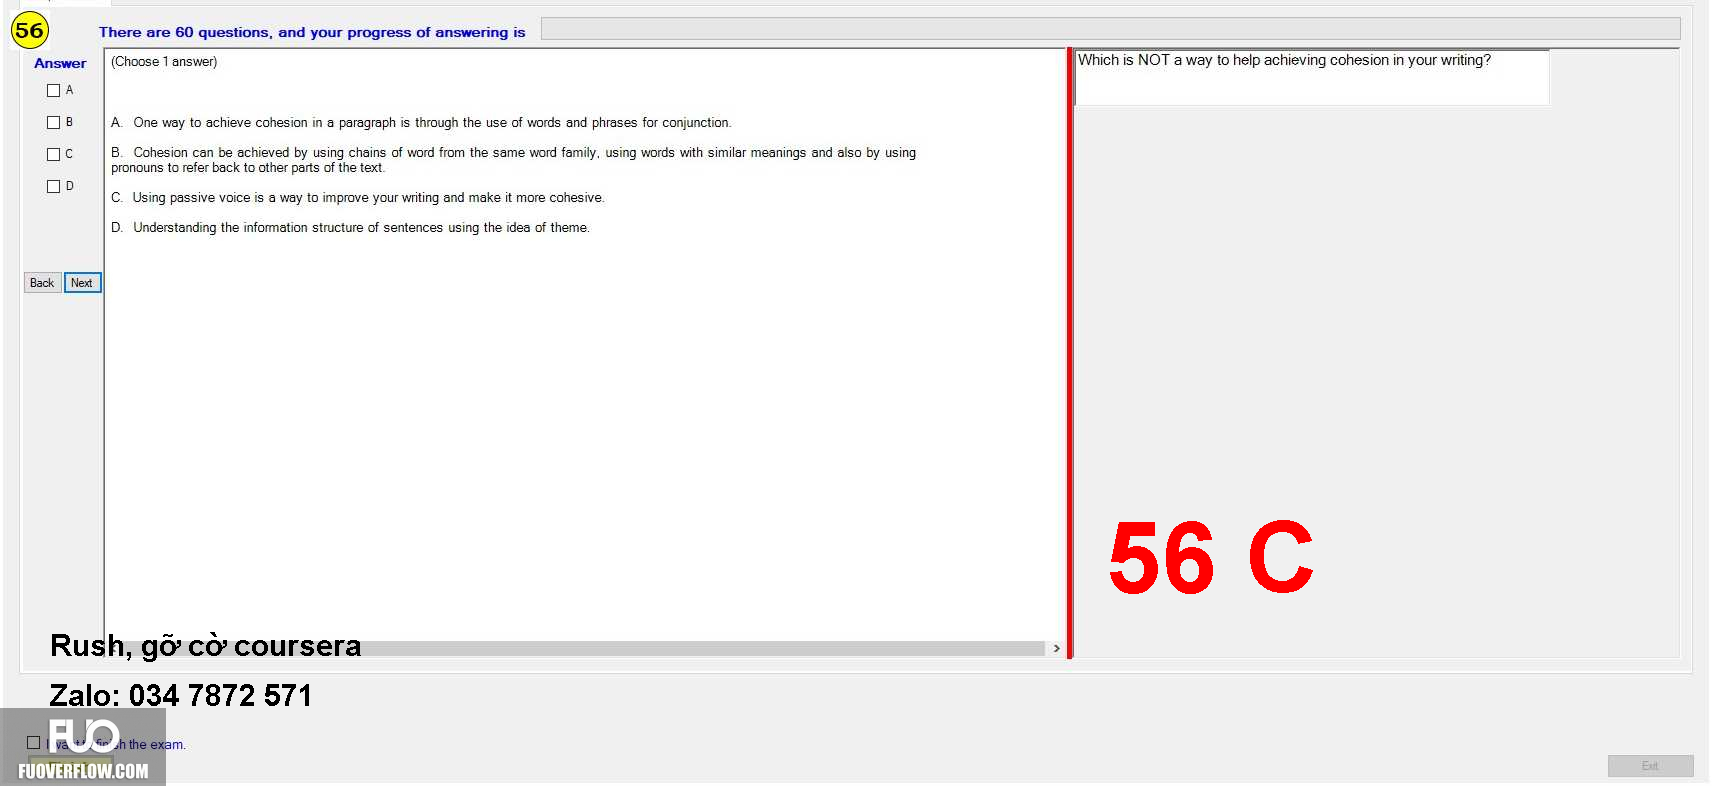 56
There are 60 questions, and your progress of answering is
Answer
(Choose 1 answer)
Which is NOT a way to help achieving cohesion in your writing?
A
B
C
D
A. One way to achieve cohesion in a paragraph is through the use of words and phrases for conjunction.
B. Cohesion can be achieved by using chains of word from the same word family, using words with similar meanings and also by using
pronouns to refer back to other parts of the text.
C. Using passive voice is a way to improve your writing and make it more cohesive.
D. Understanding the information structure of sentences using the idea of theme.
Back
Next
56 C
Rush, gỡ cờ coursera
Zalo: 034 7872 571
I want to finish the exam.
FUO
FUOVERFLOW.COM
Exit